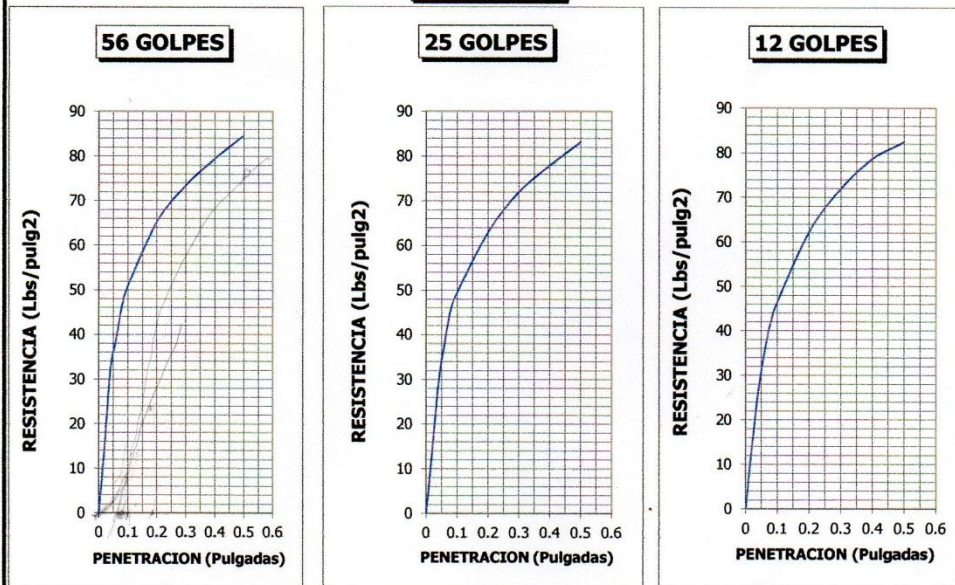 56 GOLPES
RESISTENCIA (Lbs/pulg2)
90
80
70
60
50
40
30
20
10
0
0 0.1 0.2 0.3 0.4 0.5 0.6
PENETRACION (Pulgadas)
25 GOLPES
RESISTENCIA (Lbs/pulg2)
90
80
70
60
50
40
30
20
10
0
0 0.1 0.2 0.3 0.4 0.5 0.6
PENETRACION (Pulgadas)
12 GOLPES
RESISTENCIA (Lbs/pulg2)
90
80
70
60
50
40
30
20
10
0
0 0.1 0.2 0.3 0.4 0.5 0.6
PENETRACION (Pulgadas)